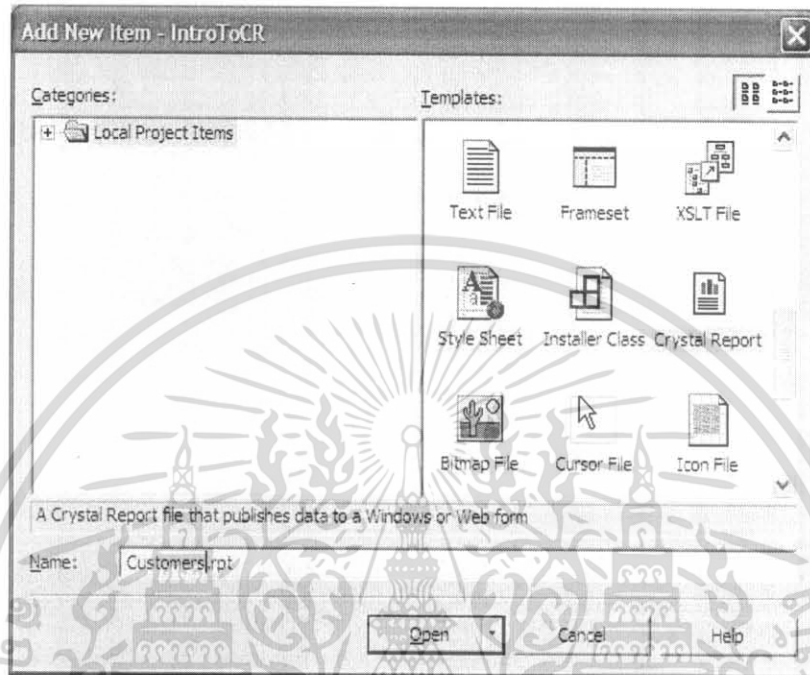 Add New Item - IntroToCR
Categories:
Templates:
Local Project Items
Text File
Frameset
XSLT File
Style Sheet
Installer Class
Crystal Report
Bitmap File
Cursor File
Icon File
A Crystal Report file that publishes data to a Windows or Web form
Name:
Customers.rpt
Open
Cancel
Help